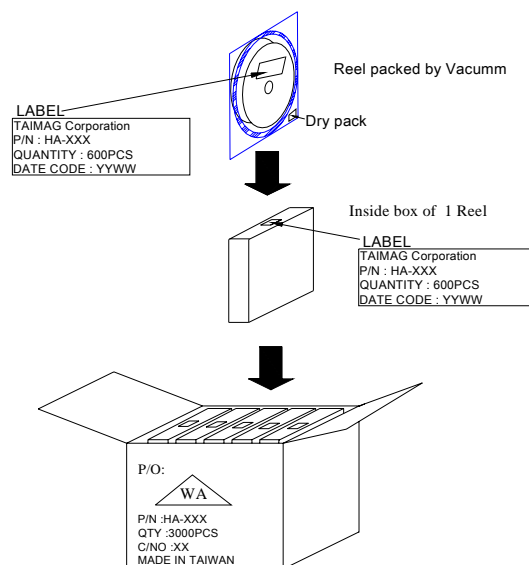 Reel packed by Vacumm
LABEL
TAIMAG Corporation
P/N : HA-XXX
QUANTITY : 600PCS
DATE CODE : YYWW
Dry pack
Inside box of 1 Reel
LABEL
TAIMAG Corporation
P/N : HA-XXX
QUANTITY : 600PCS
DATE CODE : YYWW
P/O:
WA
P/N :HA-XXX
QTY :3000PCS
C/NO :XX
MADE IN TAIWAN